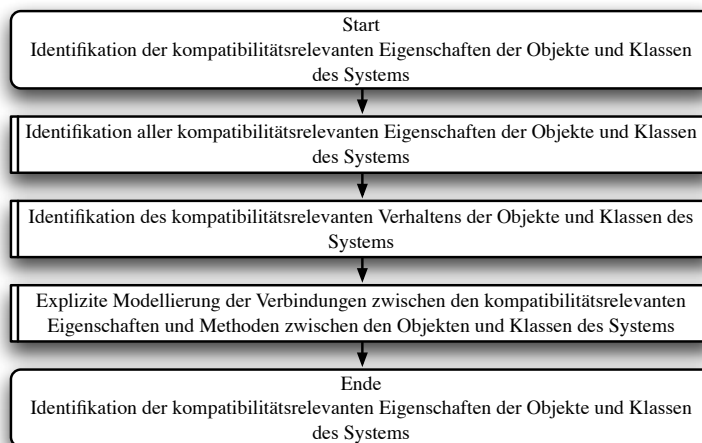 Start
Identifikation der kompatibilitätsrelevanten Eigenschaften der Objekte und Klassen
des Systems
Identifikation aller kompatibilitätsrelevanten Eigenschaften der Objekte und Klassen
des Systems
Identifikation des kompatibilitätsrelevanten Verhaltens der Objekte und Klassen des
Systems
Explizite Modellierung der Verbindungen zwischen den kompatibilitätsrelevanten
Eigenschaften und Methoden zwischen den Objekten und Klassen des Systems
Ende
Identifikation der kompatibilitätsrelevanten Eigenschaften der Objekte und Klassen
des Systems